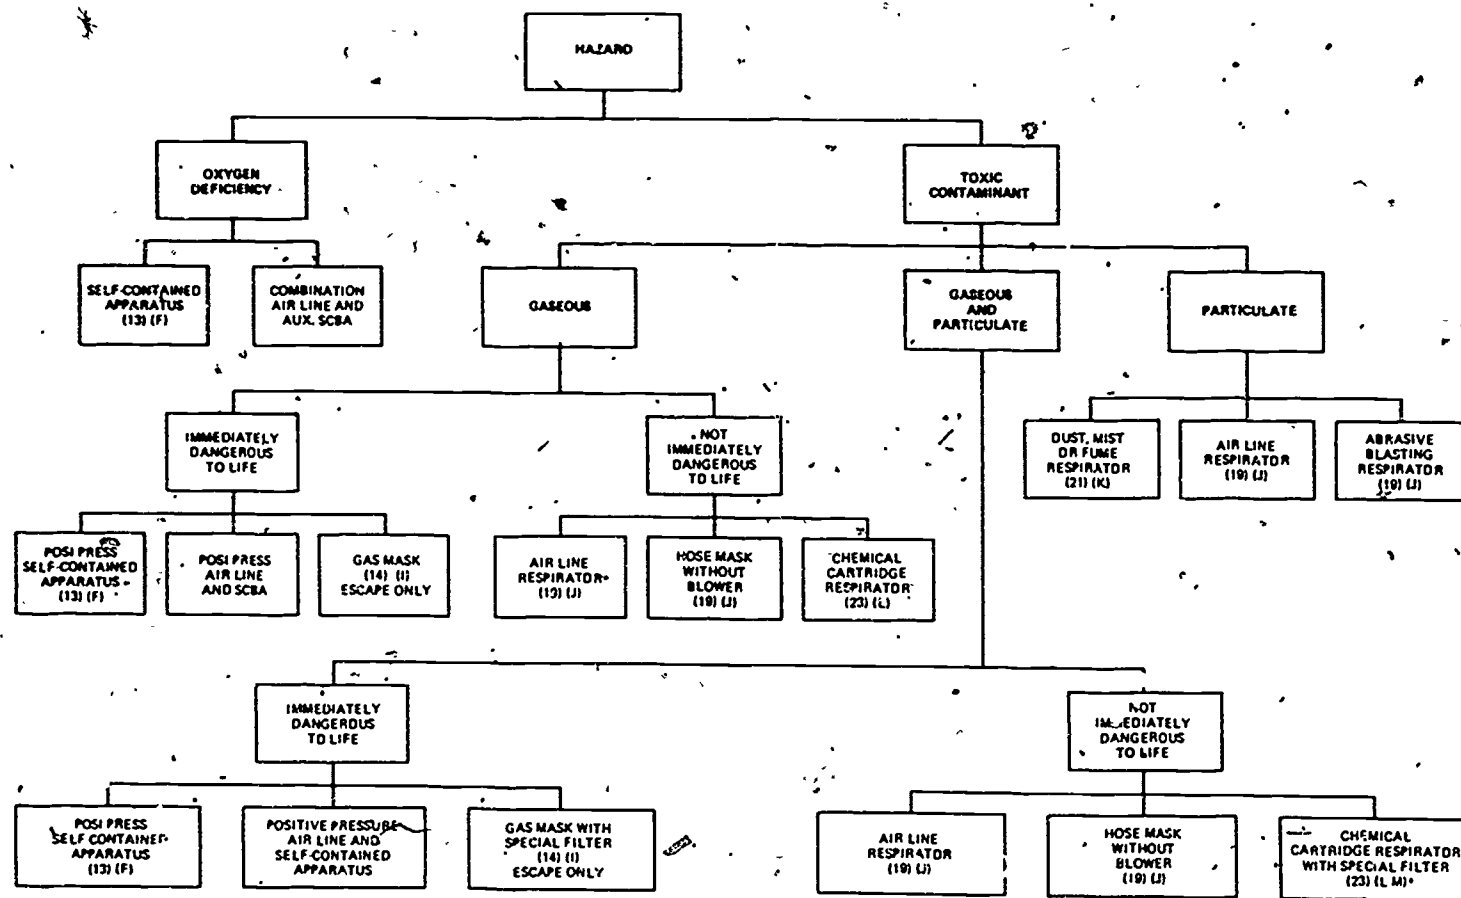 HAZARD
OXYGEN
DEFICIENCY
TOXIC
CONTAMINANT
SELF-CONTAINED
APPARATUS
(13) (F)
COMBINATION
AIR LINE AND
AUX. SCBA
GASEOUS
GASEOUS
AND
PARTICULATE
PARTICULATE
IMMEDIATELY
DANGEROUS
TO LIFE
NOT
IMMEDIATELY
DANGEROUS
TO LIFE
DUST, MIST
OR FUME
RESPIRATOR
(21) (K)
AIR LINE
RESPIRATOR
(19) (J)
ABRASIVE
BLASTING
RESPIRATOR
(19) (J)
POSI PRESS
SELF-CONTAINED
APPARATUS
(13) (F)
POSI PRESS
AIR LINE
AND SCBA
GAS MASK
(14) (I)
ESCAPE ONLY
AIR LINE
RESPIRATOR
(19) (J)
HOSE MASK
WITHOUT
BLOWER
(19) (J)
CHEMICAL
CARTRIDGE
RESPIRATOR
(23) (L)
IMMEDIATELY
DANGEROUS
TO LIFE
NOT
IMMEDIATELY
DANGEROUS
TO LIFE
POSI PRESS
SELF CONTAINED
APPARATUS
(13) (F)
POSITIVE PRESSURE
AIR LINE AND
SELF-CONTAINED
APPARATUS
GAS MASK WITH
SPECIAL FILTER
(14) (I)
ESCAPE ONLY
AIR LINE
RESPIRATOR
(19) (J)
HOSE MASK
WITHOUT
BLOWER
(19) (J)
CHEMICAL
CARTRIDGE RESPIRATOR
WITH SPECIAL FILTER
(23) (L M)